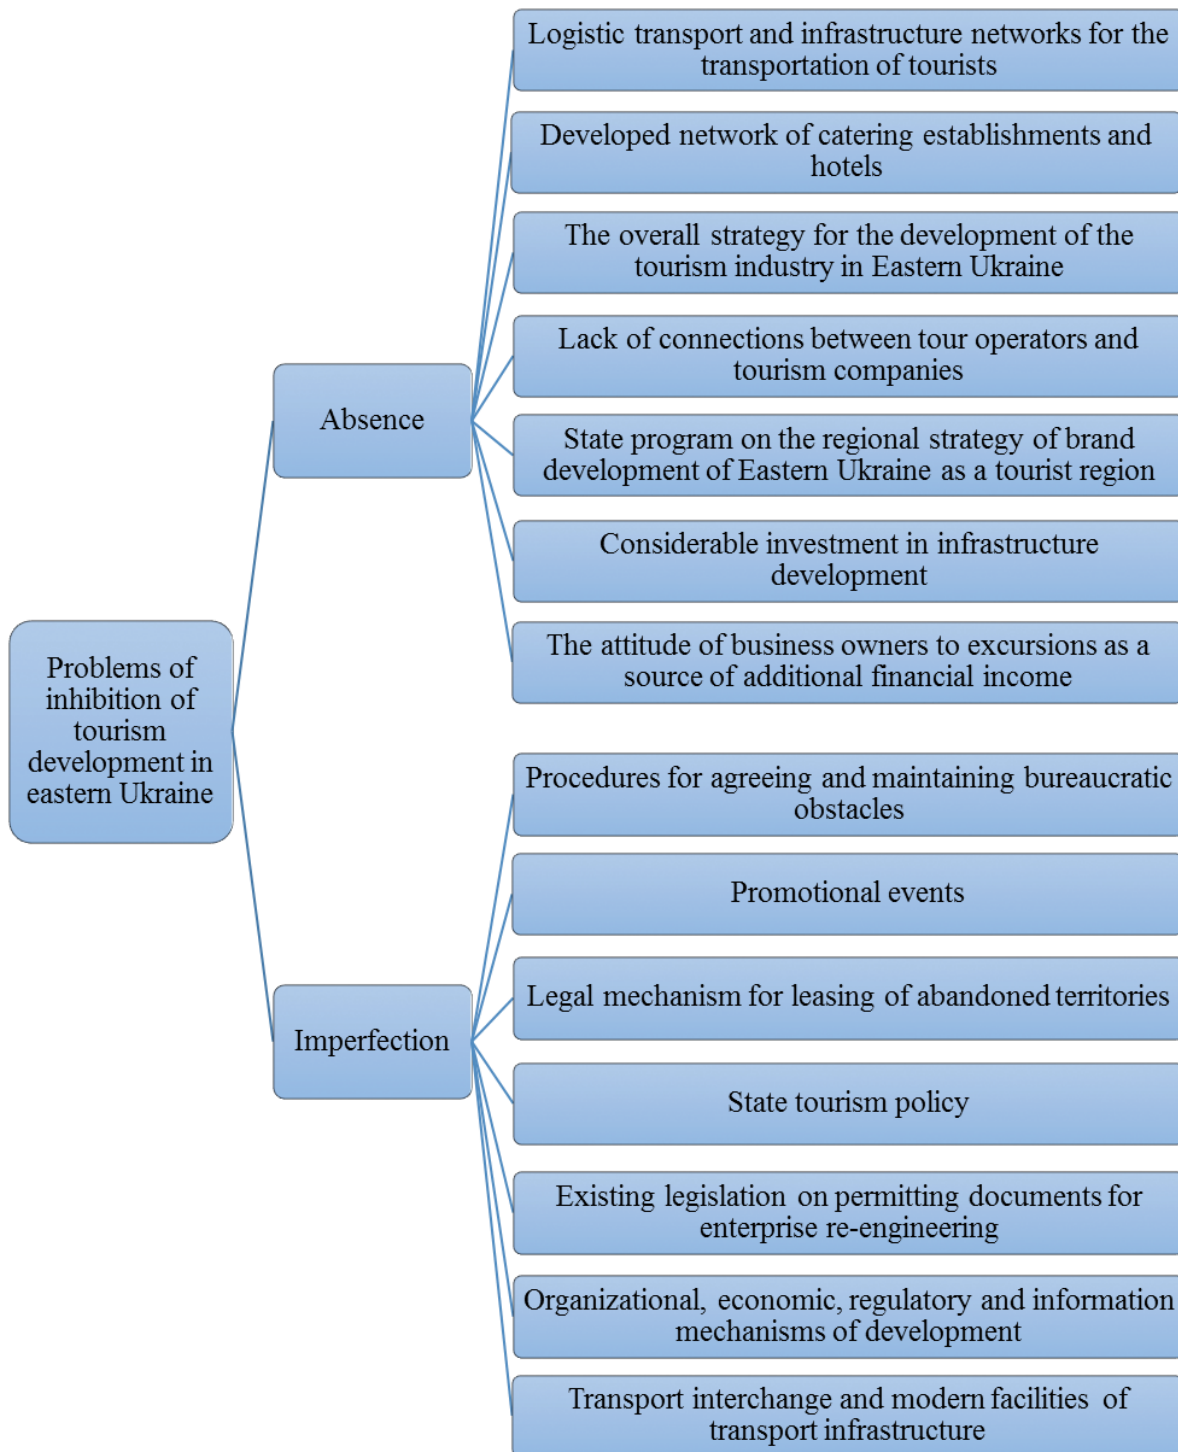 Problems of
inhibition of
tourism
development in
eastern Ukraine
Absence
Logistic transport and infrastructure networks for the
transportation of tourists
Developed network of catering establishments and
hotels
The overall strategy for the development of the
tourism industry in Eastern Ukraine
Lack of connections between tour operators and
tourism companies
State program on the regional strategy of brand
development of Eastern Ukraine as a tourist region
Considerable investment in infrastructure
development
The attitude of business owners to excursions as a
source of additional financial income
Imperfection
Procedures for agreeing and maintaining bureaucratic
obstacles
Promotional events
Legal mechanism for leasing of abandoned territories
State tourism policy
Existing legislation on permitting documents for
enterprise re-engineering
Organizational, economic, regulatory and information
mechanisms of development
Transport interchange and modern facilities of
transport infrastructure